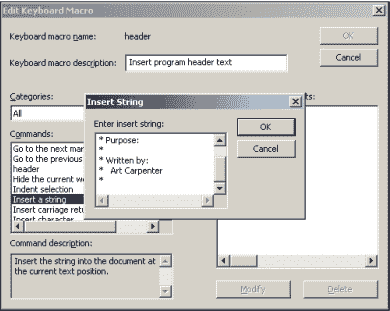 Edit Keyboard Macro
Keyboard macro name: header
OK
Keyboard macro description: Insert program header text
Cancel
Categories:
All
Commands:
Go to the next mar
Go to the previous
header
Hide the current w
Indent selection
Insert a string
Insert carriage retu
Insert character
Insert String
Enter insert string:
* Purpose:
*
* Written by:
* Art Carpenter
*
OK
Cancel
ts:
Command description:
Insert the string into the document at
the current text position.
Modify
Delete